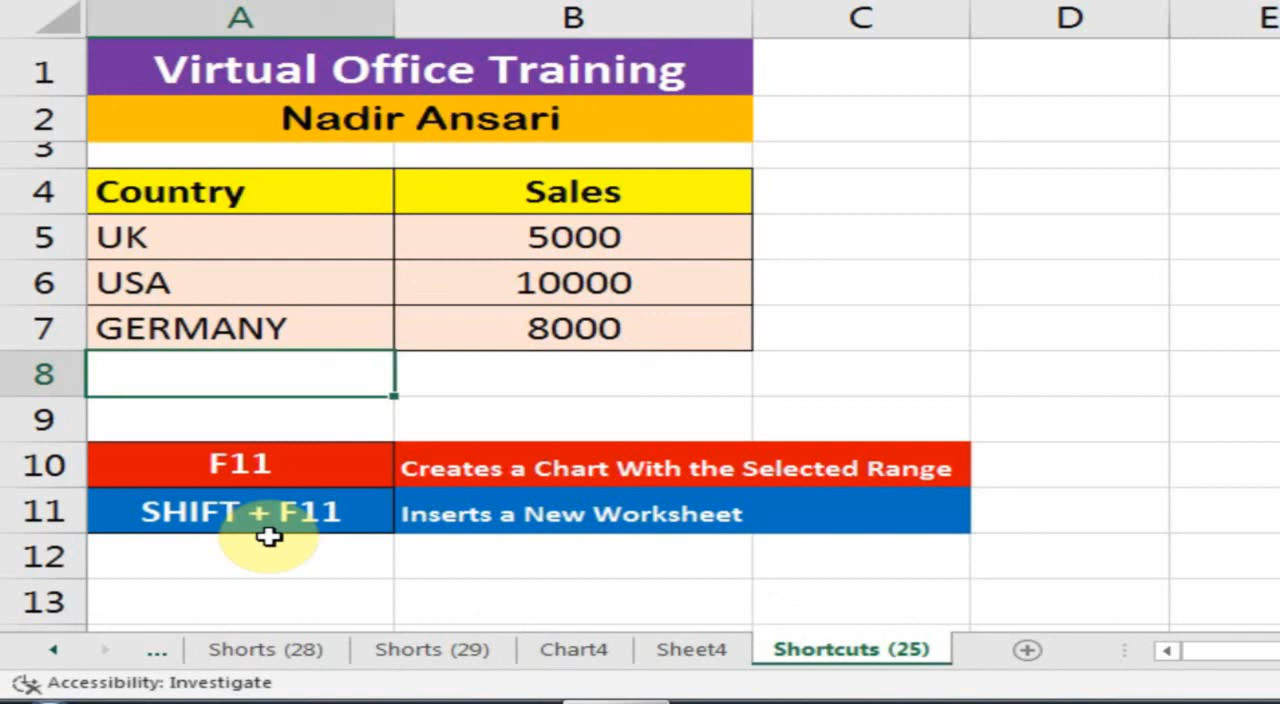 A B C D E
1 Virtual Office Training
2 Nadir Ansari
3
4 Country Sales
5 UK 5000
6 USA 10000
7 GERMANY 8000
8
9
10 F11 Creates a Chart With the Selected Range
11 SHIFT + F11 Inserts a New Worksheet
12
13
... Shorts (28) Shorts (29) Chart4 Sheet4 Shortcuts (25)
Accessibility: Investigate